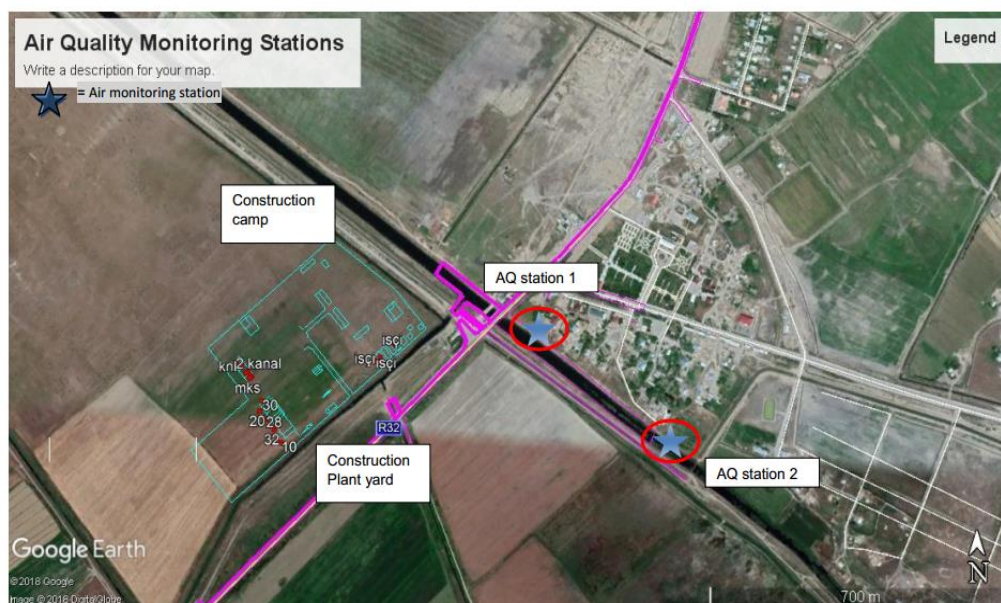 Air Quality Monitoring Stations
Write a description for your map.
= Air monitoring station
Legend
Construction
camp
AQ station 1
işçi
işçi
işçi
knl
2 kanal
mks
30
20
28
32
10
R32
Construction
Plant yard
AQ station 2
Google Earth
©2018 Google
Image © 2018 DigitalGlobe
700 m
N